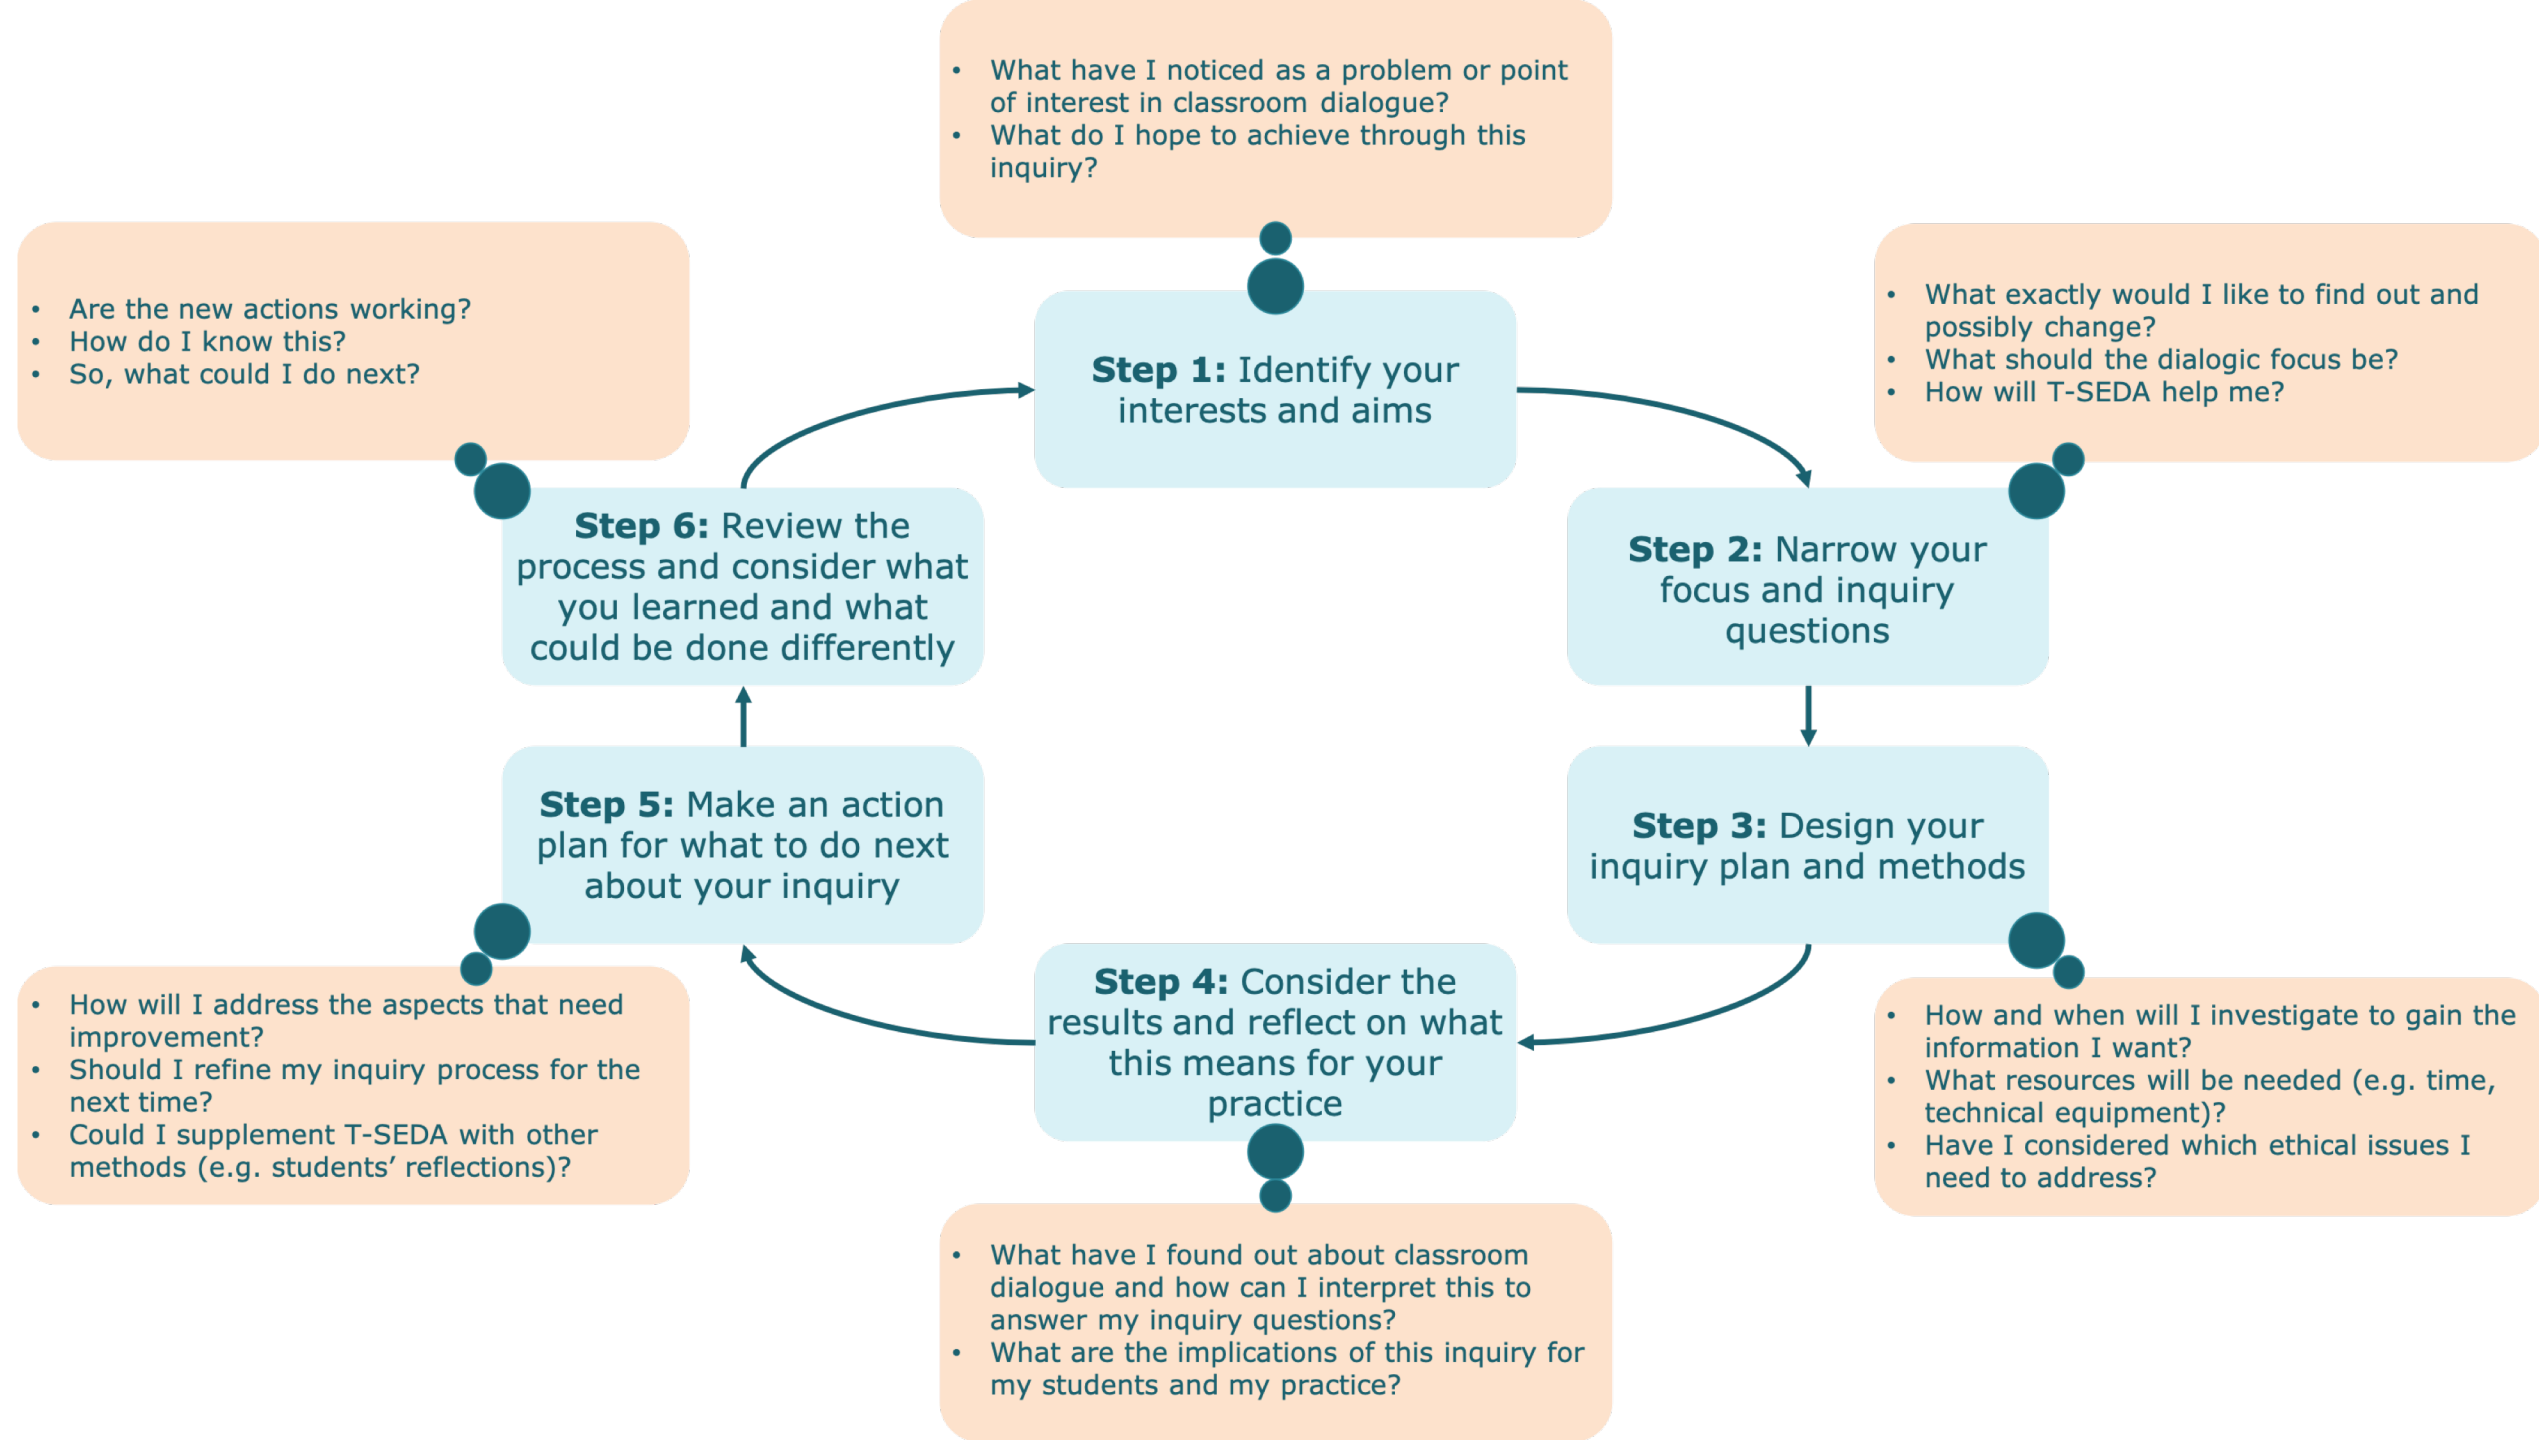 • What have I noticed as a problem or point
of interest in classroom dialogue?
• What do I hope to achieve through this
inquiry?
Step 1: Identify your
interests and aims
• What exactly would I like to find out and
possibly change?
• What should the dialogic focus be?
• How will T-SEDA help me?
Step 2: Narrow your
focus and inquiry
questions
Step 3: Design your
inquiry plan and methods
• How and when will I investigate to gain the
information I want?
• What resources will be needed (e.g. time,
technical equipment)?
• Have I considered which ethical issues I
need to address?
Step 4: Consider the
results and reflect on what
this means for your
practice
• What have I found out about classroom
dialogue and how can I interpret this to
answer my inquiry questions?
• What are the implications of this inquiry for
my students and my practice?
Step 5: Make an action
plan for what to do next
about your inquiry
• How will I address the aspects that need
improvement?
• Should I refine my inquiry process for the
next time?
• Could I supplement T-SEDA with other
methods (e.g. students’ reflections)?
Step 6: Review the
process and consider what
you learned and what
could be done differently
• Are the new actions working?
• How do I know this?
• So, what could I do next?